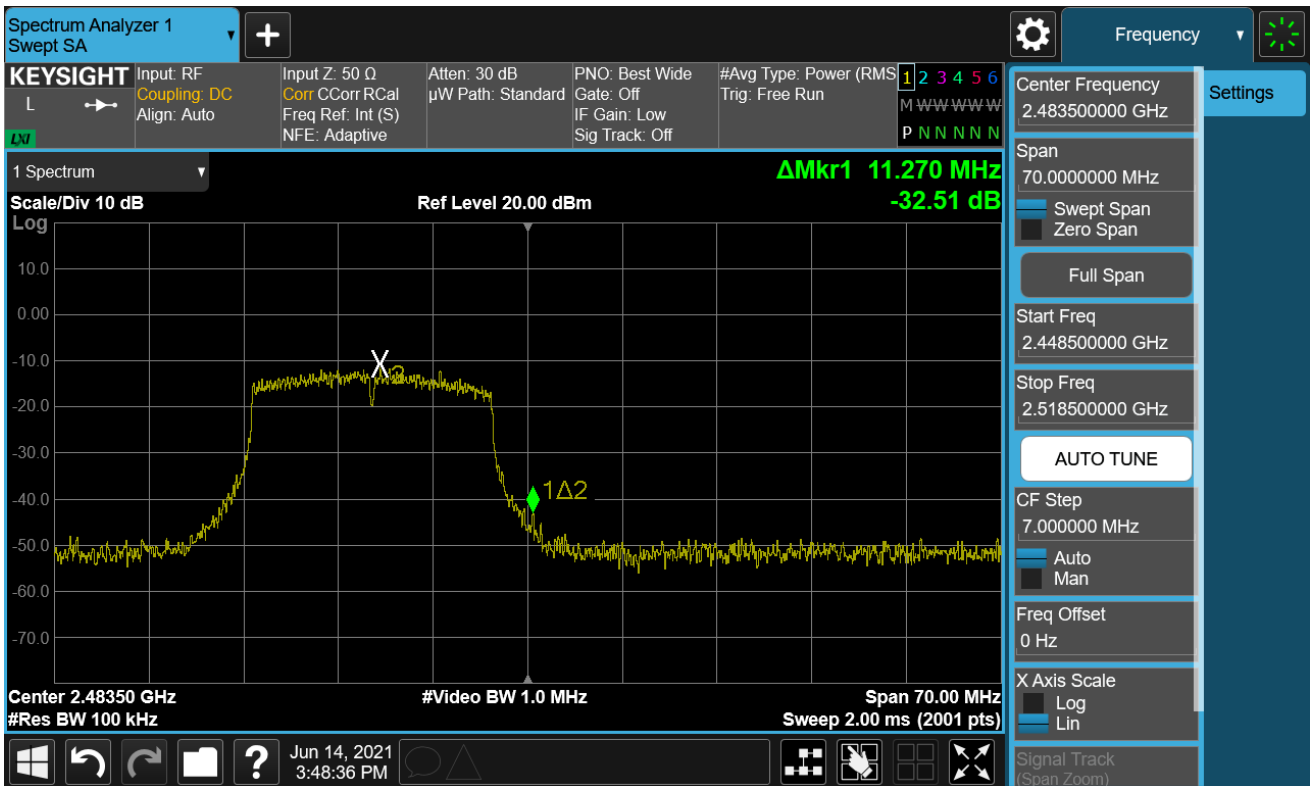 Spectrum Analyzer 1
Swept SA
Frequency
KEYSIGHT
L
LXI
Input: RF
Coupling: DC
Align: Auto
Input Z: 50 Ω
Corr CCorr RCal
Freq Ref: Int (S)
NFE: Adaptive
Atten: 30 dB
µW Path: Standard
PNO: Best Wide
Gate: Off
IF Gain: Low
Sig Track: Off
#Avg Type: Power (RMS
Trig: Free Run
1 2 3 4 5 6
M W W W W W
P N N N N N
1 Spectrum
ΔMkr1 11.270 MHz
-32.51 dB
Scale/Div 10 dB
Ref Level 20.00 dBm
Log
10.0
0.00
-10.0
-20.0
-30.0
-40.0
-50.0
-60.0
-70.0
X
2
1Δ2
Center 2.48350 GHz
#Video BW 1.0 MHz
Span 70.00 MHz
#Res BW 100 kHz
Sweep 2.00 ms (2001 pts)
?
Jun 14, 2021
3:48:36 PM
Settings
Center Frequency
2.483500000 GHz
Span
70.0000000 MHz
Swept Span
Zero Span
Full Span
Start Freq
2.448500000 GHz
Stop Freq
2.518500000 GHz
AUTO TUNE
CF Step
7.000000 MHz
Auto
Man
Freq Offset
0 Hz
X Axis Scale
Log
Lin
Signal Track
(Span Zoom)